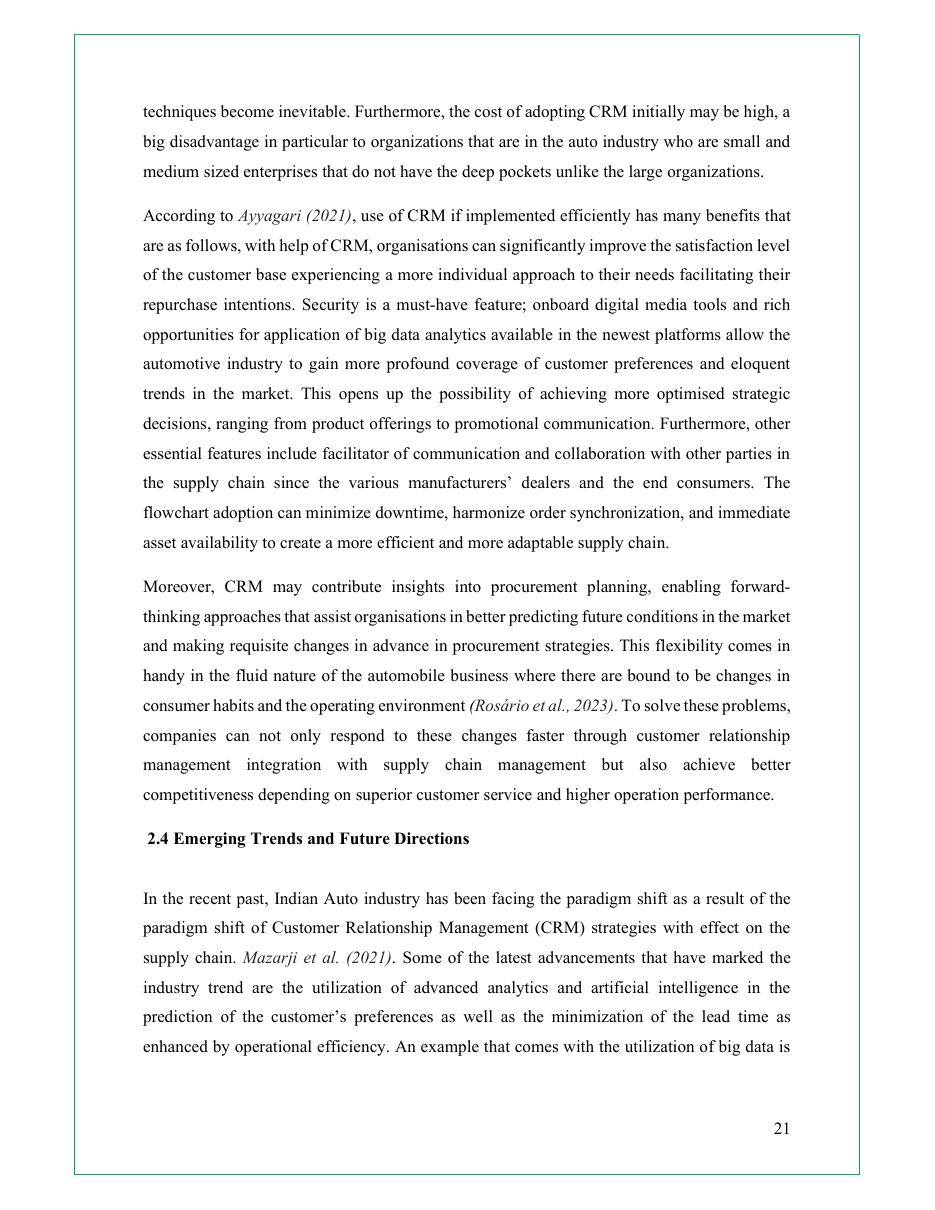 techniques become inevitable. Furthermore, the cost of adopting CRM initially may be high, a
big disadvantage in particular to organizations that are in the auto industry who are small and
medium sized enterprises that do not have the deep pockets unlike the large organizations.
According to Ayyagari (2021), use of CRM if implemented efficiently has many benefits that
are as follows, with help of CRM, organisations can significantly improve the satisfaction level
of the customer base experiencing a more individual approach to their needs facilitating their
repurchase intentions. Security is a must-have feature; onboard digital media tools and rich
opportunities for application of big data analytics available in the newest platforms allow the
automotive industry to gain more profound coverage of customer preferences and eloquent
trends in the market. This opens up the possibility of achieving more optimised strategic
decisions, ranging from product offerings to promotional communication. Furthermore, other
essential features include facilitator of communication and collaboration with other parties in
the supply chain since the various manufacturers’ dealers and the end consumers. The
flowchart adoption can minimize downtime, harmonize order synchronization, and immediate
asset availability to create a more efficient and more adaptable supply chain.
Moreover, CRM may contribute insights into procurement planning, enabling forward-
thinking approaches that assist organisations in better predicting future conditions in the market
and making requisite changes in advance in procurement strategies. This flexibility comes in
handy in the fluid nature of the automobile business where there are bound to be changes in
consumer habits and the operating environment (Rosário et al., 2023). To solve these problems,
companies can not only respond to these changes faster through customer relationship
management integration with supply chain management but also achieve better
competitiveness depending on superior customer service and higher operation performance.
2.4 Emerging Trends and Future Directions
In the recent past, Indian Auto industry has been facing the paradigm shift as a result of the
paradigm shift of Customer Relationship Management (CRM) strategies with effect on the
supply chain. Mazarji et al. (2021). Some of the latest advancements that have marked the
industry trend are the utilization of advanced analytics and artificial intelligence in the
prediction of the customer’s preferences as well as the minimization of the lead time as
enhanced by operational efficiency. An example that comes with the utilization of big data is
21